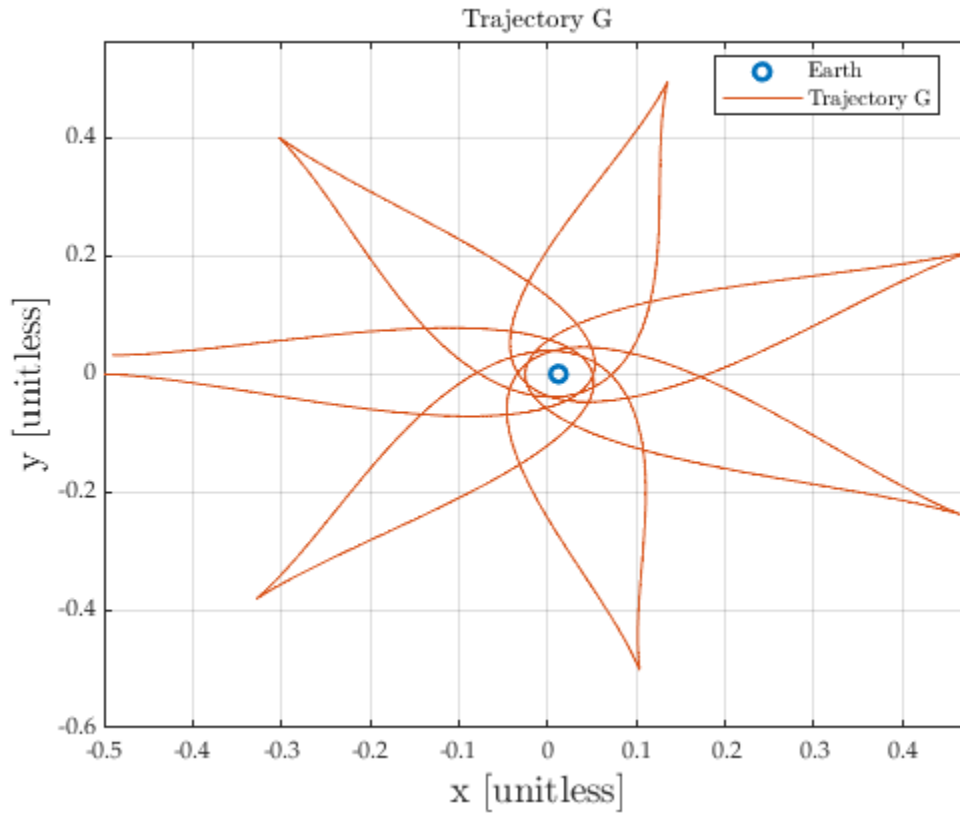 Trajectory G
Earth
Trajectory G
0.4
0.2
0
-0.2
-0.4
-0.6
y [unitless]
-0.5 -0.4 -0.3 -0.2 -0.1 0 0.1 0.2 0.3 0.4
x [unitless]